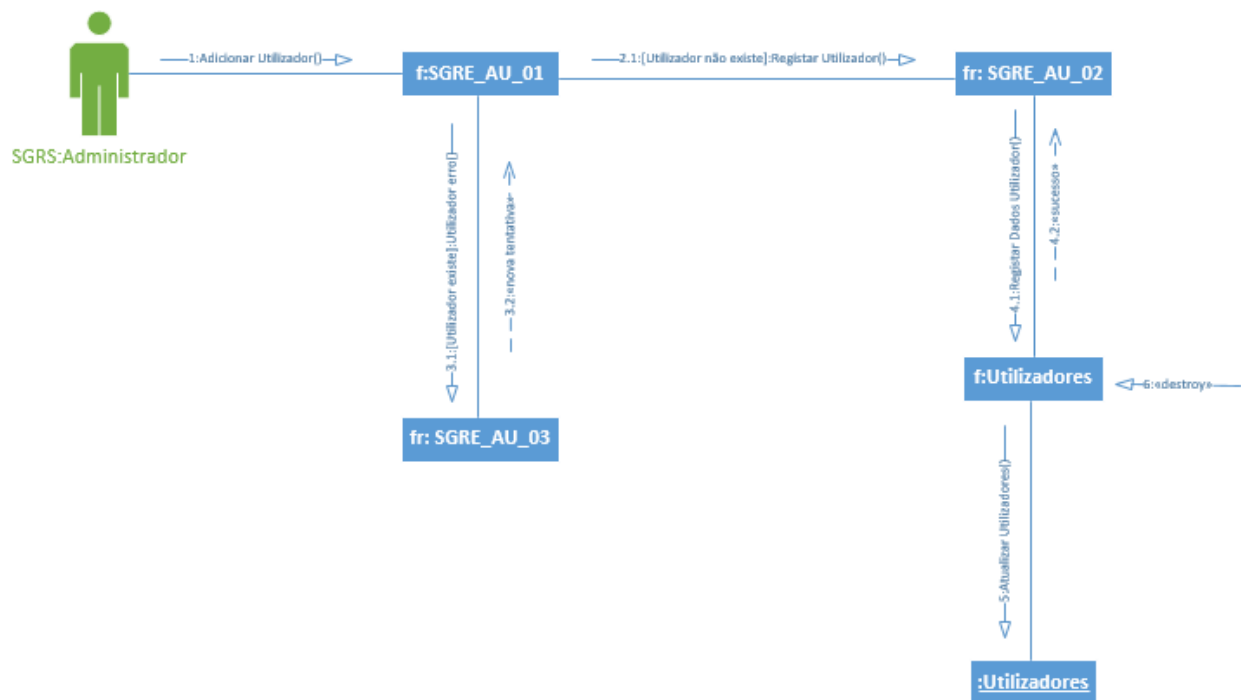 1:Adicionar Utilizador()
f:SGRE_AU_01
2.1:[Utilizador não existe]:Registar Utilizador()
fr: SGRE_AU_02
SGRS:Administrador
3.1:[Utilizador existe]:Utilizador erro()
3.2:«nova tentativa»
4.1:Registar Dados Utilizador()
4.2:«sucesso»
f:Utilizadores
6:«destroy»
fr: SGRE_AU_03
5:Atualizar Utilizadores()
:Utilizadores